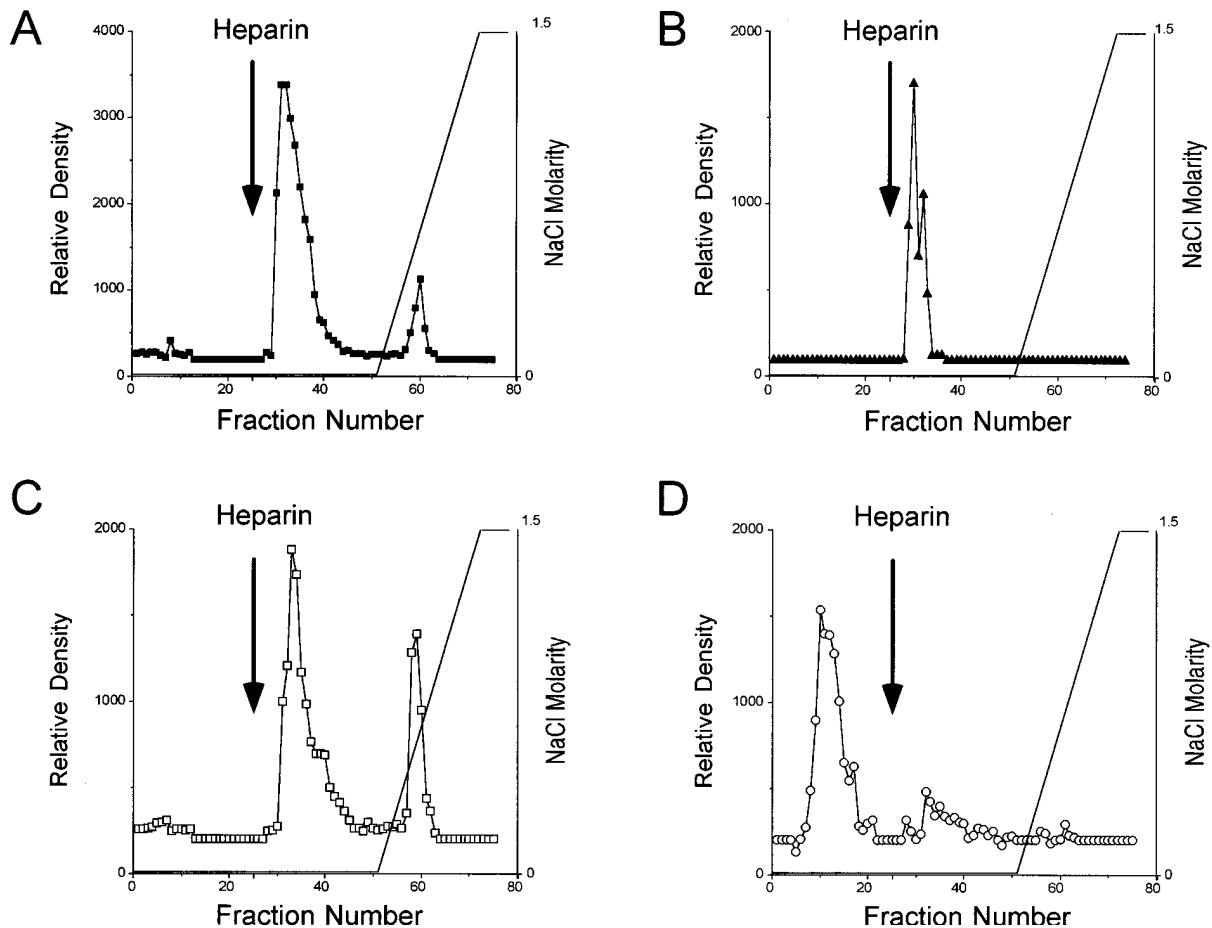 A
Heparin
1.5
4000
3000
2000
1000
0
Relative Density
NaCl Molarity
0
0 20 40 60 80
Fraction Number
B
Heparin
1.5
2000
1000
0
Relative Density
NaCl Molarity
0
0 20 40 60 80
Fraction Number
C
Heparin
1.5
2000
1000
0
Relative Density
NaCl Molarity
0
0 20 40 60 80
Fraction Number
D
Heparin
1.5
2000
1000
0
Relative Density
NaCl Molarity
0
0 20 40 60 80
Fraction Number